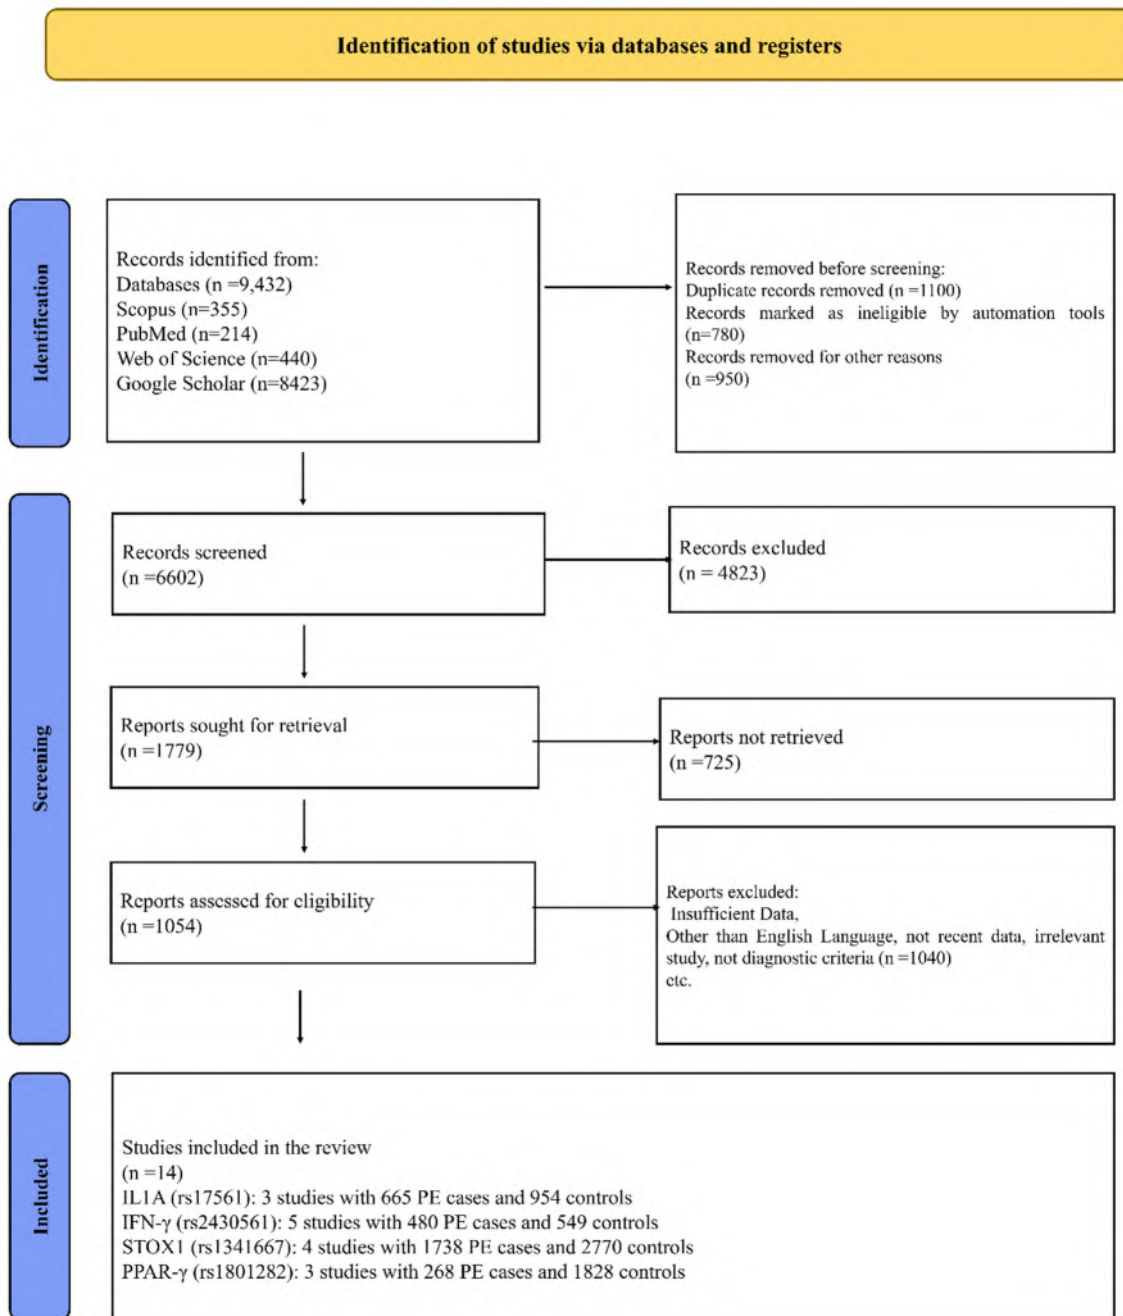 Identification of studies via databases and registers
Identification
Records identified from:
Databases (n =9,432)
Scopus (n=355)
PubMed (n=214)
Web of Science (n=440)
Google Scholar (n=8423)
Records removed before screening:
Duplicate records removed (n =1100)
Records marked as ineligible by automation tools
(n=780)
Records removed for other reasons
(n =950)
Screening
Records screened
(n =6602)
Records excluded
(n = 4823)
Reports sought for retrieval
(n =1779)
Reports not retrieved
(n =725)
Reports assessed for eligibility
(n =1054)
Reports excluded:
Insufficient Data,
Other than English Language, not recent data, irrelevant
study, not diagnostic criteria (n =1040)
etc.
Included
Studies included in the review
(n =14)
IL1A (rs17561): 3 studies with 665 PE cases and 954 controls
IFN-γ (rs2430561): 5 studies with 480 PE cases and 549 controls
STOX1 (rs1341667): 4 studies with 1738 PE cases and 2770 controls
PPAR-γ (rs1801282): 3 studies with 268 PE cases and 1828 controls